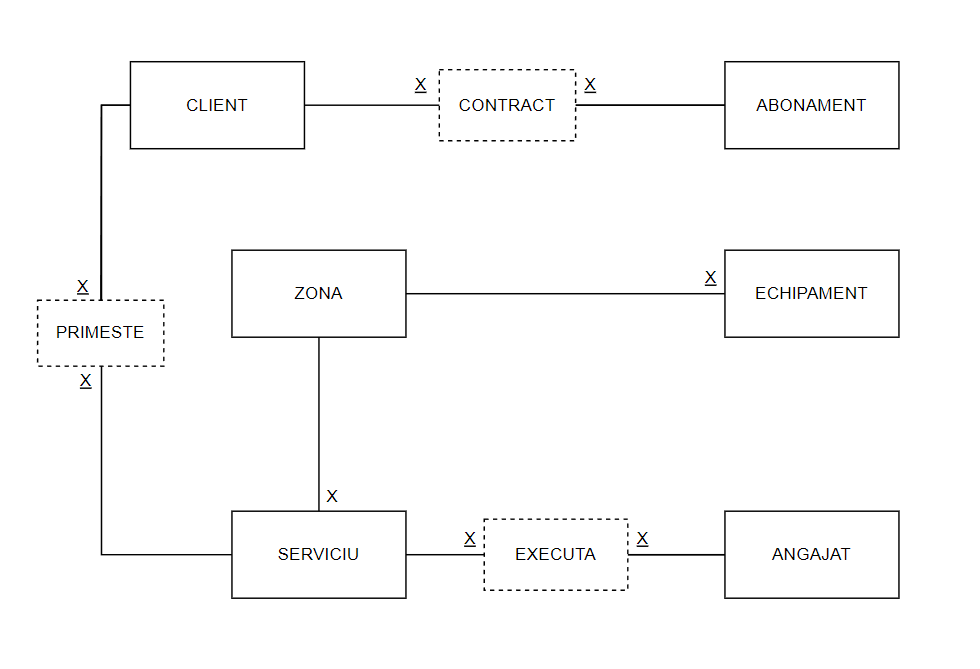 X
X
CLIENT
CONTRACT
ABONAMENT
X
X
ZONA
ECHIPAMENT
PRIMESTE
X
X
X
X
SERVICIU
EXECUTA
ANGAJAT